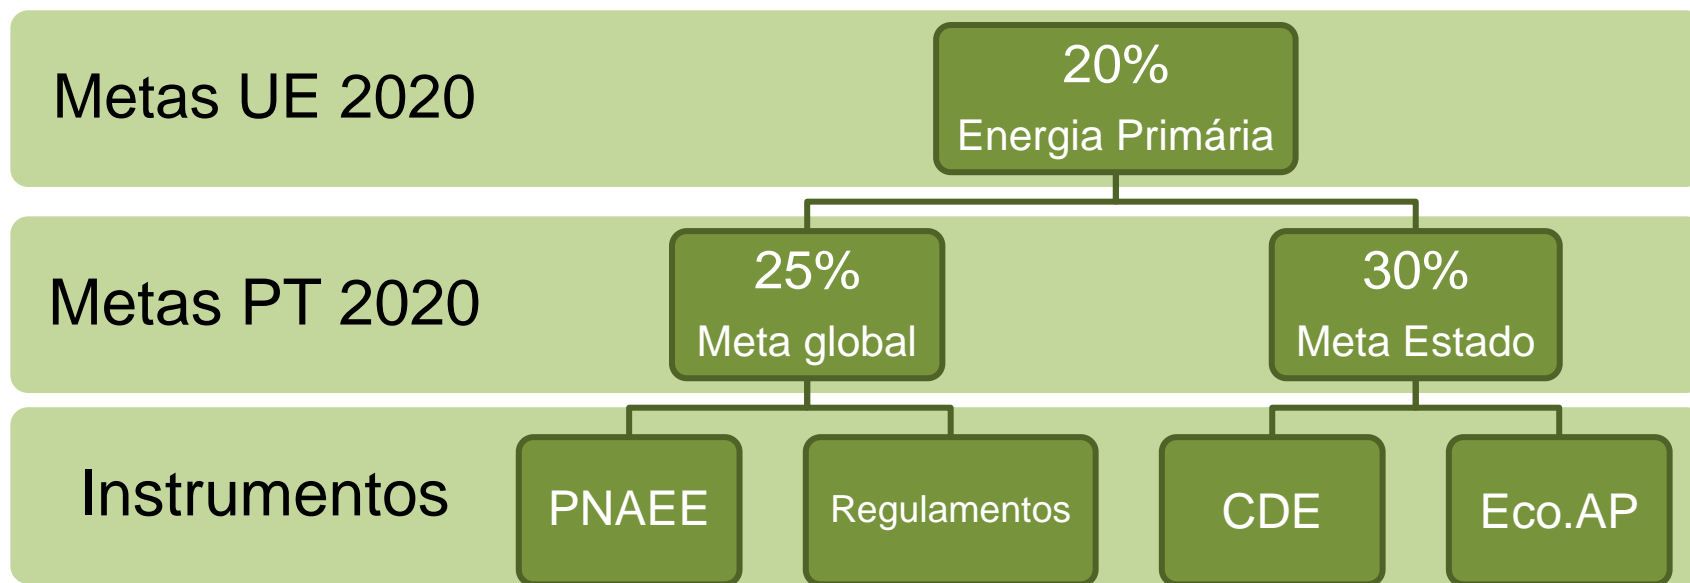 Metas UE 2020
20%
Energia Primária
Metas PT 2020
25%
Meta global
30%
Meta Estado
Instrumentos
PNAEE
Regulamentos
CDE
Eco.AP